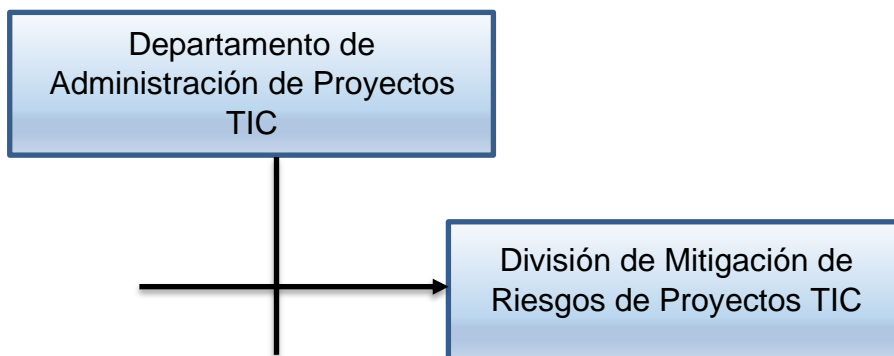 Departamento de
Administración de Proyectos
TIC
División de Mitigación de
Riesgos de Proyectos TIC